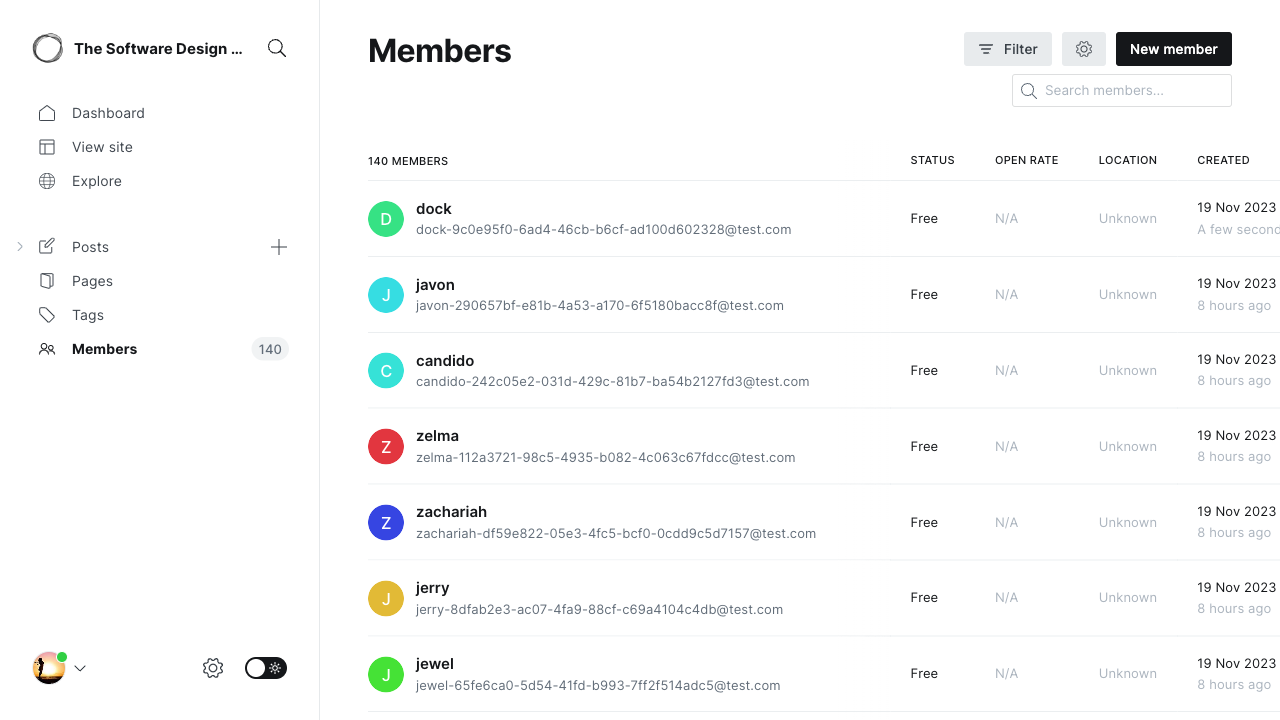 The Software Design ...
Dashboard
View site
Explore
Posts
Pages
Tags
Members 140
Members
Filter
New member
Search members...
140 MEMBERS STATUS OPEN RATE LOCATION CREATED
D dock Free N/A Unknown 19 Nov 2023
dock-9c0e95f0-6ad4-46cb-b6cf-ad100d602328@test.com A few second
J javon Free N/A Unknown 19 Nov 2023
javon-290657bf-e81b-4a53-a170-6f5180bacc8f@test.com 8 hours ago
C candido Free N/A Unknown 19 Nov 2023
candido-242c05e2-031d-429c-81b7-ba54b2127fd3@test.com 8 hours ago
Z zelma Free N/A Unknown 19 Nov 2023
zelma-112a3721-98c5-4935-b082-4c063c67fdcc@test.com 8 hours ago
Z zachariah Free N/A Unknown 19 Nov 2023
zachariah-df59e822-05e3-4fc5-bcf0-0cdd9c5d7157@test.com 8 hours ago
J jerry Free N/A Unknown 19 Nov 2023
jerry-8dfab2e3-ac07-4fa9-88cf-c69a4104c4db@test.com 8 hours ago
J jewel Free N/A Unknown 19 Nov 2023
jewel-65fe6ca0-5d54-41fd-b993-7ff2f514adc5@test.com 8 hours ago